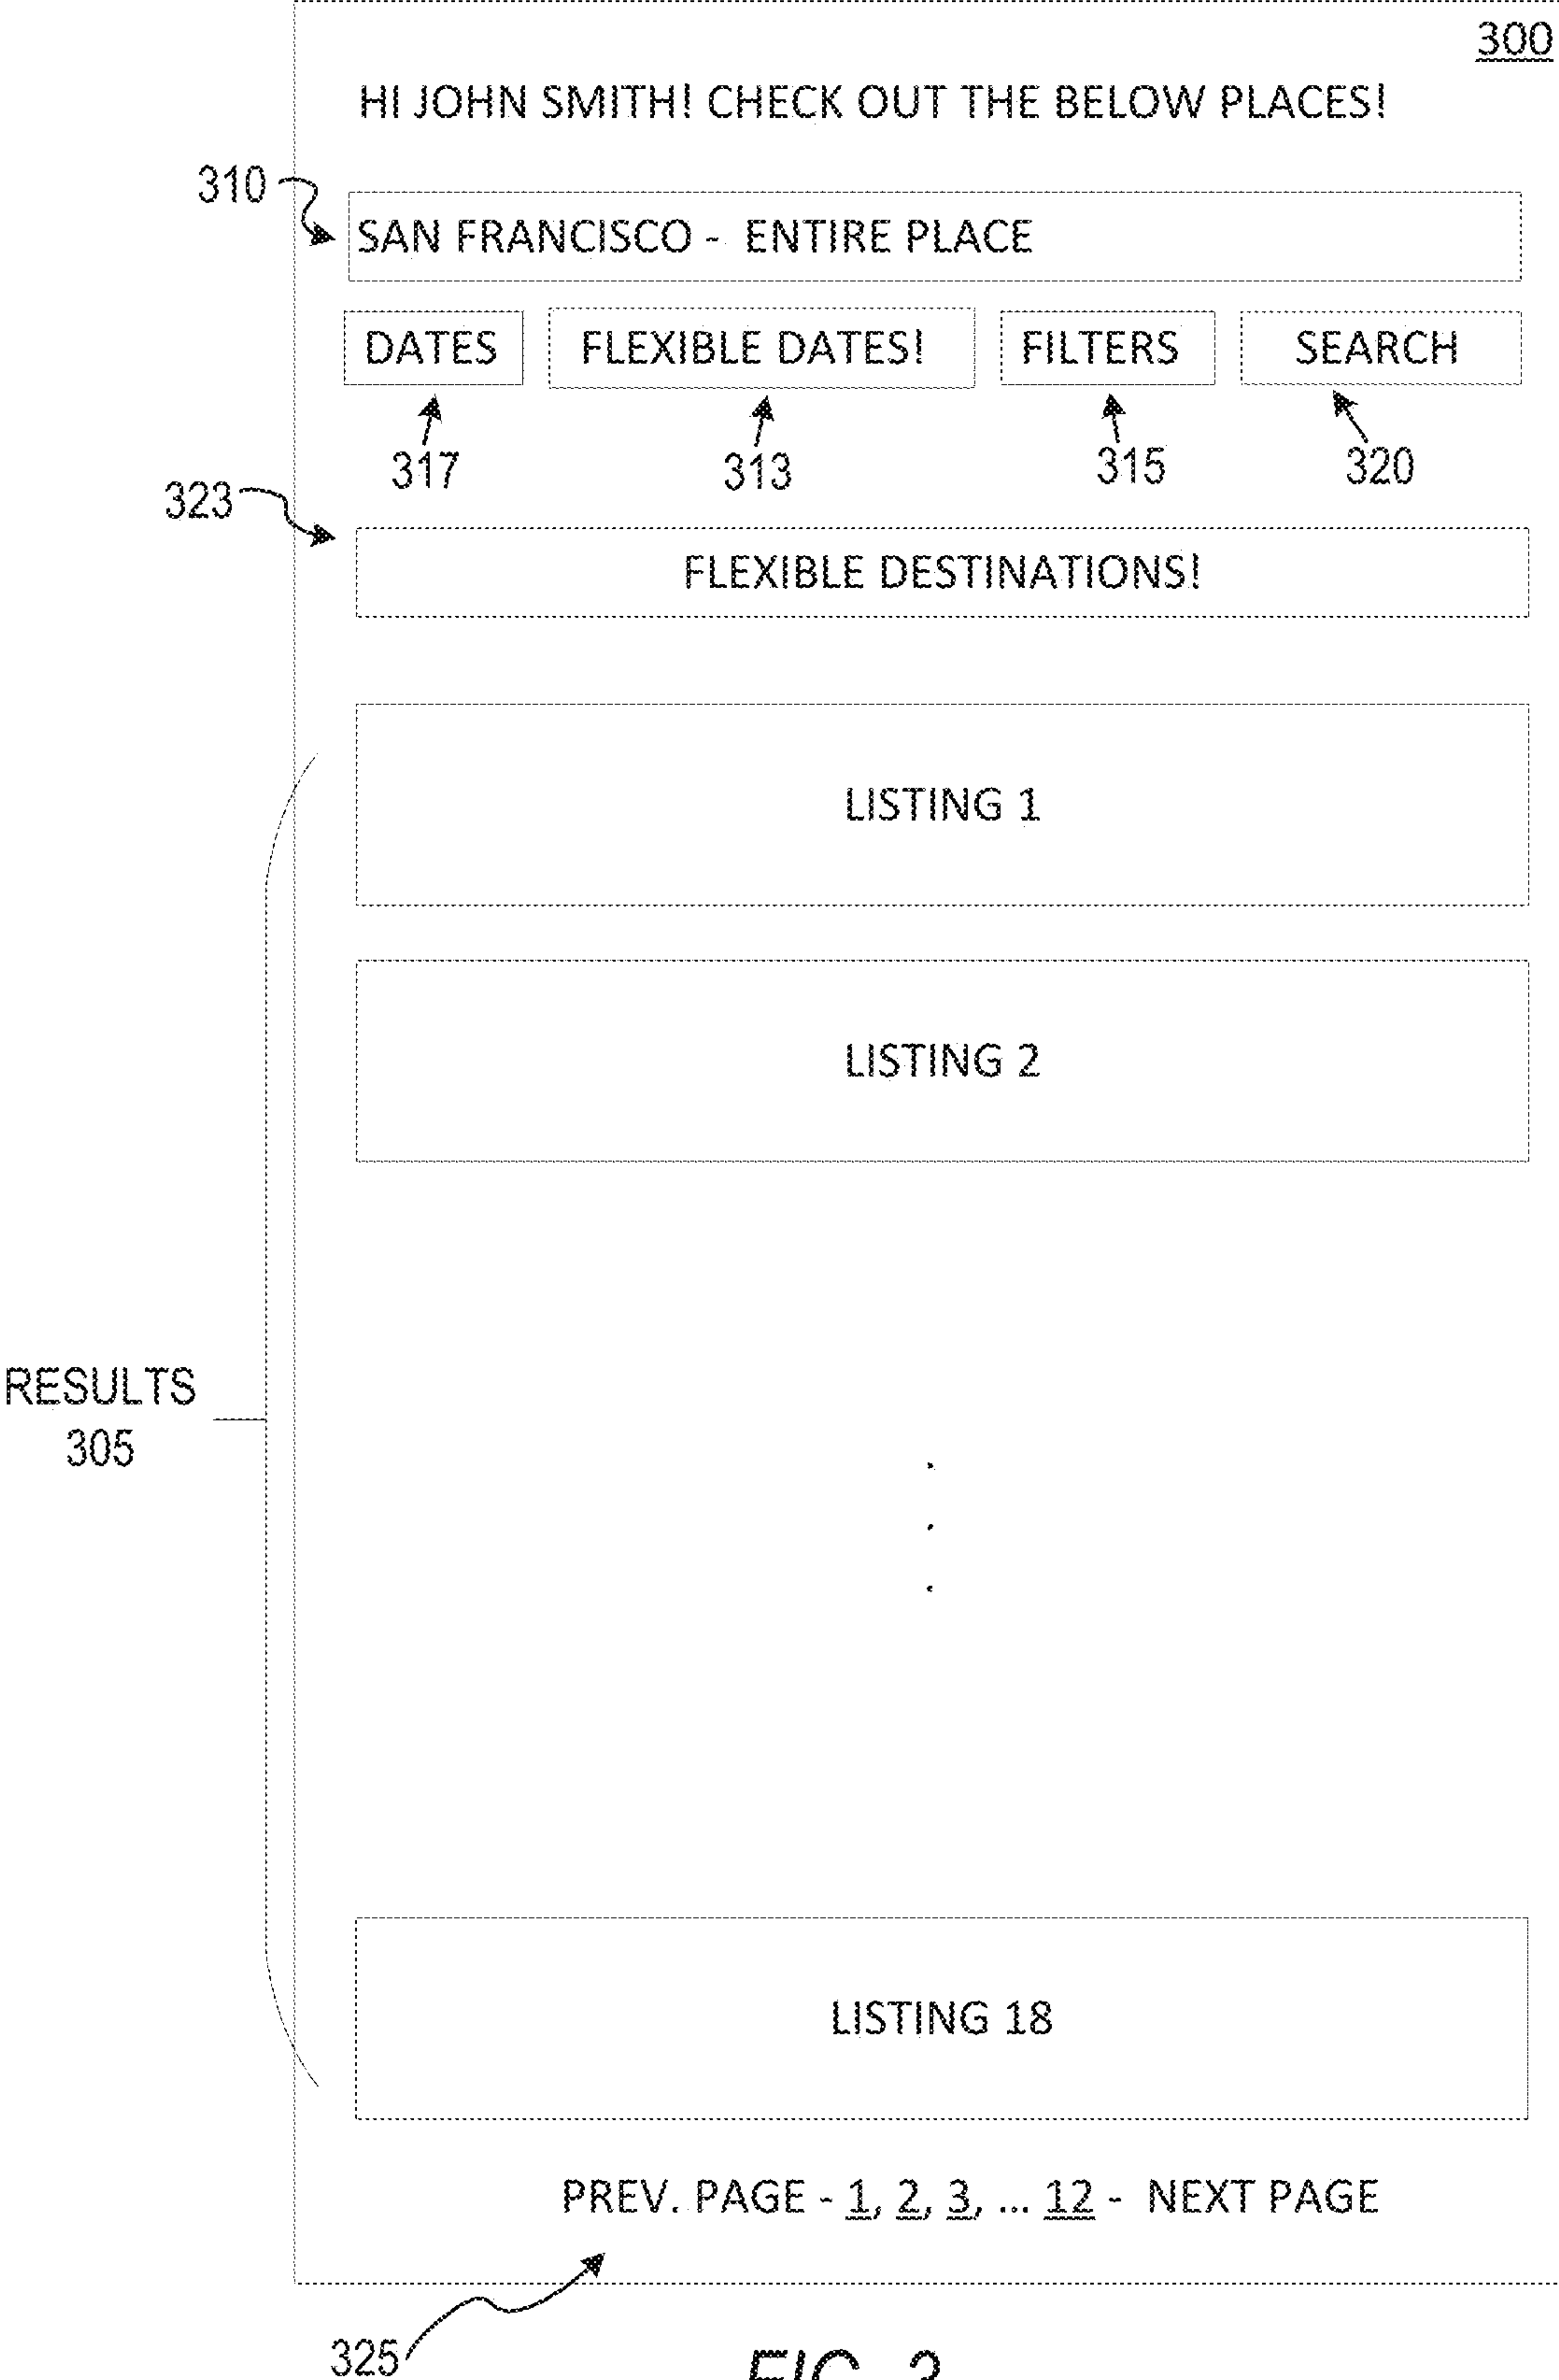 300
HI JOHN SMITH! CHECK OUT THE BELOW PLACES!
310
SAN FRANCISCO - ENTIRE PLACE
DATES FLEXIBLE DATES! FILTERS SEARCH
317 313 315 320
323
FLEXIBLE DESTINATIONS!
LISTING 1
LISTING 2
RESULTS
305
.
.
.
LISTING 18
PREV. PAGE - 1, 2, 3, ... 12 - NEXT PAGE
325
FIG.